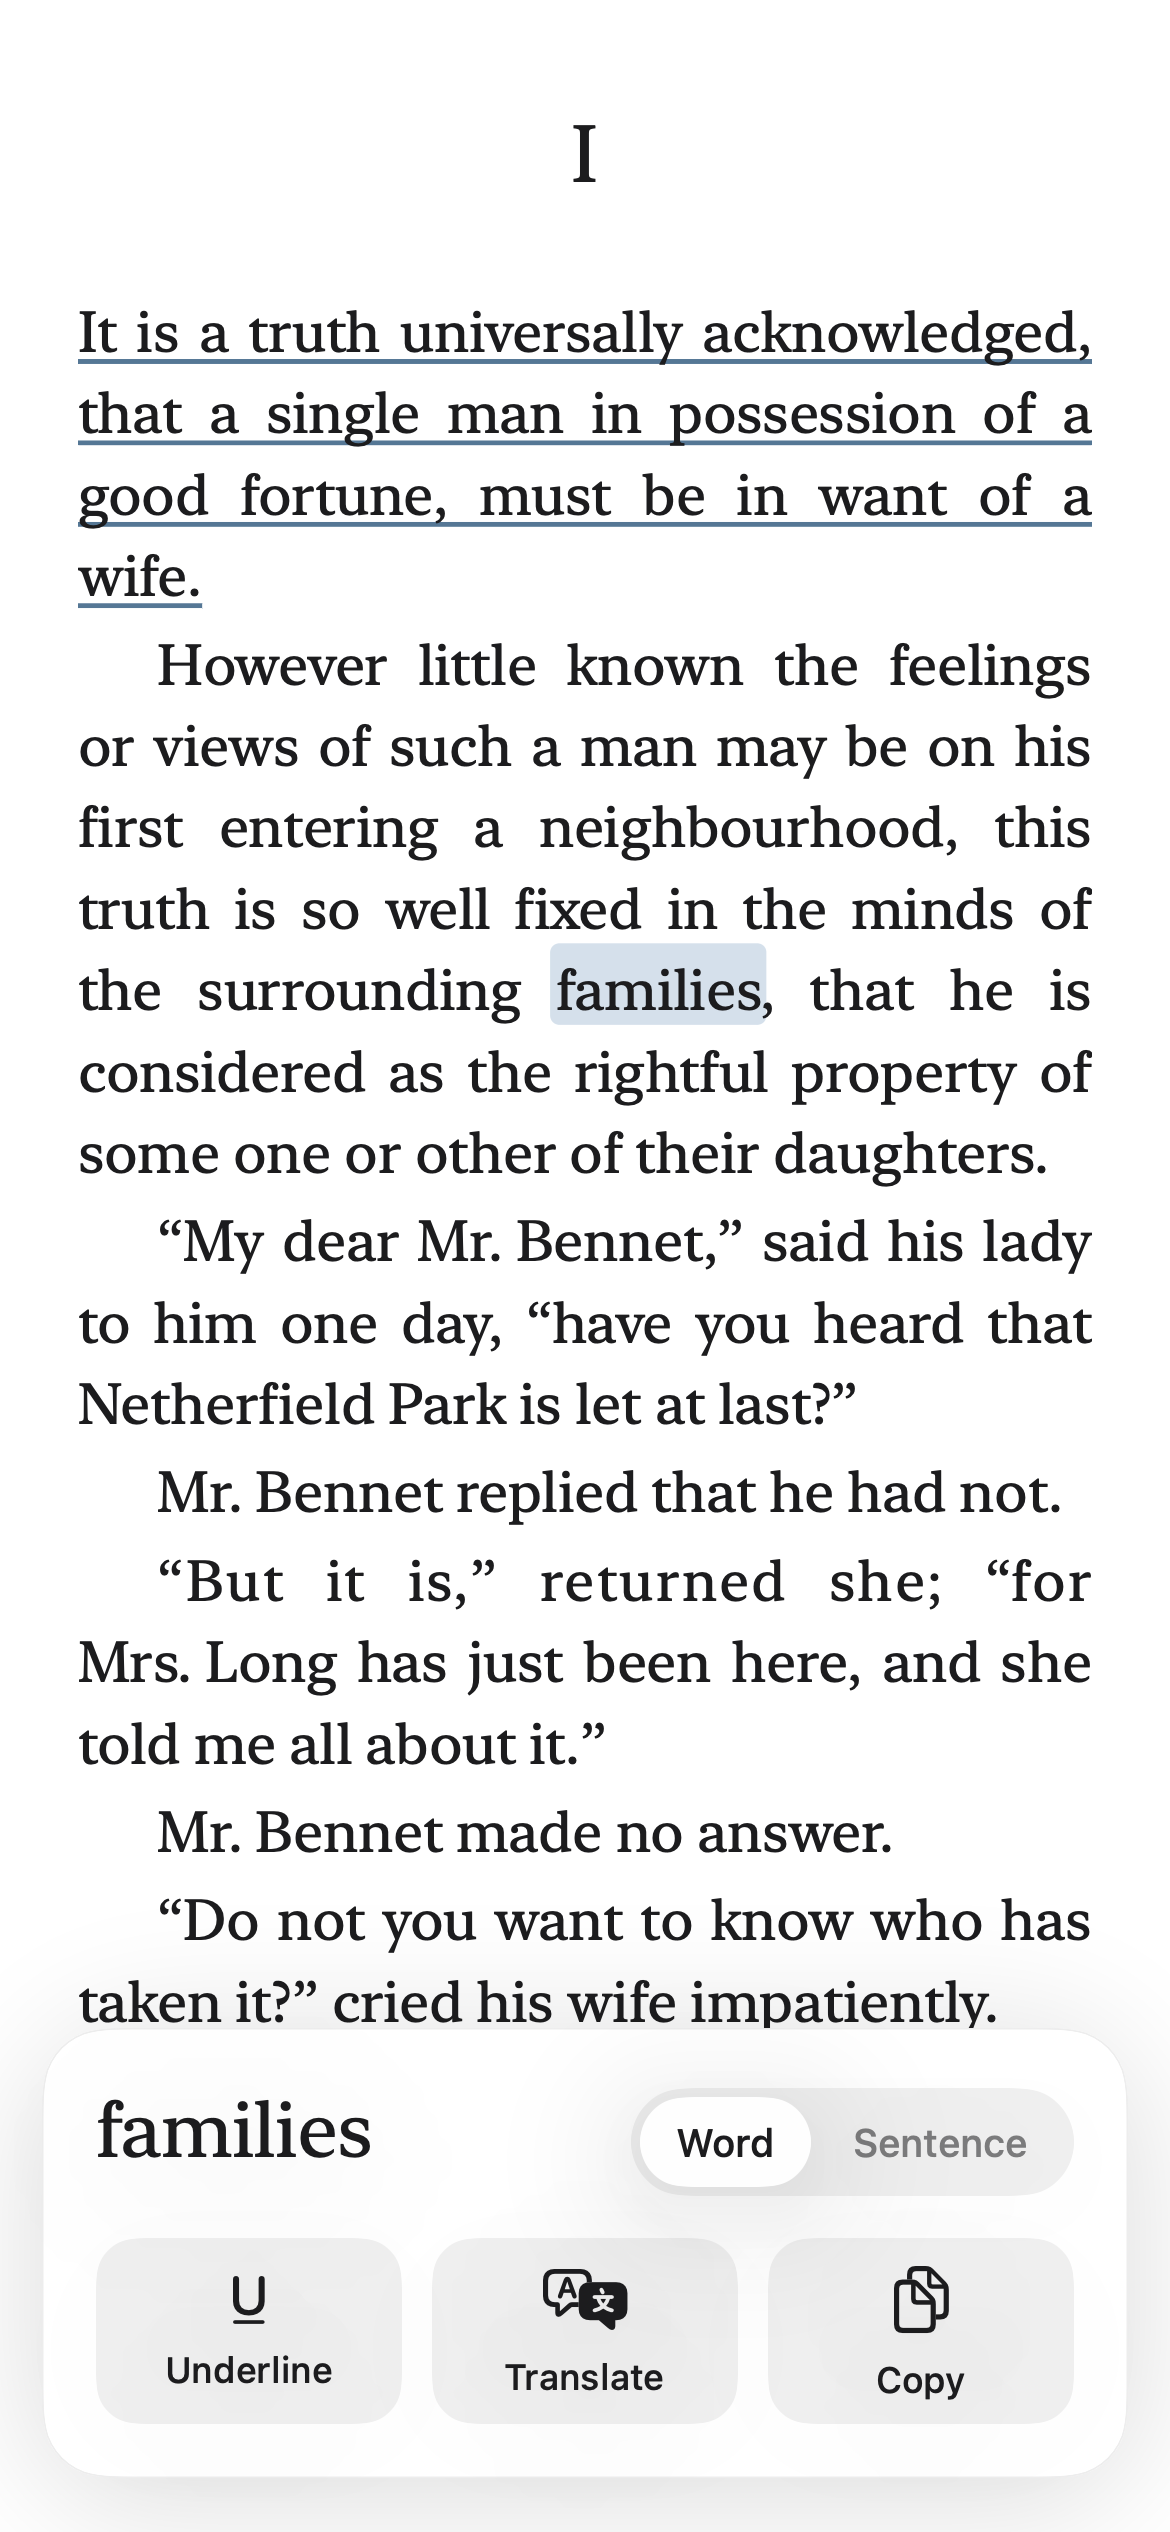 I
It is a truth universally acknowledged,
that a single man in possession of a
good fortune, must be in want of a
wife.
However little known the feelings
or views of such a man may be on his
first entering a neighbourhood, this
truth is so well fixed in the minds of
the surrounding families, that he is
considered as the rightful property of
some one or other of their daughters.
“My dear Mr. Bennet,” said his lady
to him one day, “have you heard that
Netherfield Park is let at last?”
Mr. Bennet replied that he had not.
“But it is,” returned she; “for
Mrs. Long has just been here, and she
told me all about it.”
Mr. Bennet made no answer.
“Do not you want to know who has
taken it?” cried his wife impatiently.
families
Word Sentence
U
A 文
Underline Translate Copy